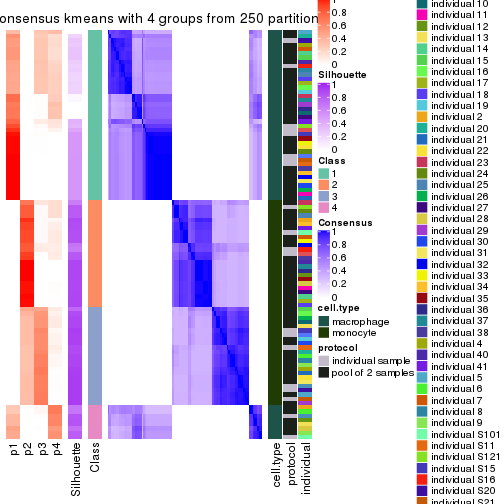 onsensus kmeans with 4 groups from 250 partition
0.8
0.6
0.4
0.2
0
Silhouette
1
0.8
0.6
0.4
0.2
0
Class
1
2
3
4
Consensus
1
0.8
0.6
0.4
0.2
0
cell.type
macrophage
monocyte
protocol
individual sample
pool of 2 samples
individual 10
individual 11
individual 12
individual 13
individual 14
individual 15
individual 16
individual 17
individual 18
individual 19
individual 2
individual 20
individual 21
individual 22
individual 23
individual 24
individual 25
individual 26
individual 27
individual 28
individual 29
individual 30
individual 31
individual 32
individual 33
individual 34
individual 35
individual 36
individual 37
individual 38
individual 4
individual 40
individual 41
individual 5
individual 6
individual 7
individual 8
individual 9
individual S101
individual S11
individual S121
individual S15
individual S16
individual S20
individual S21
p1
p2
p3
p4
Silhouette
Class
cell.type
protocol
individual